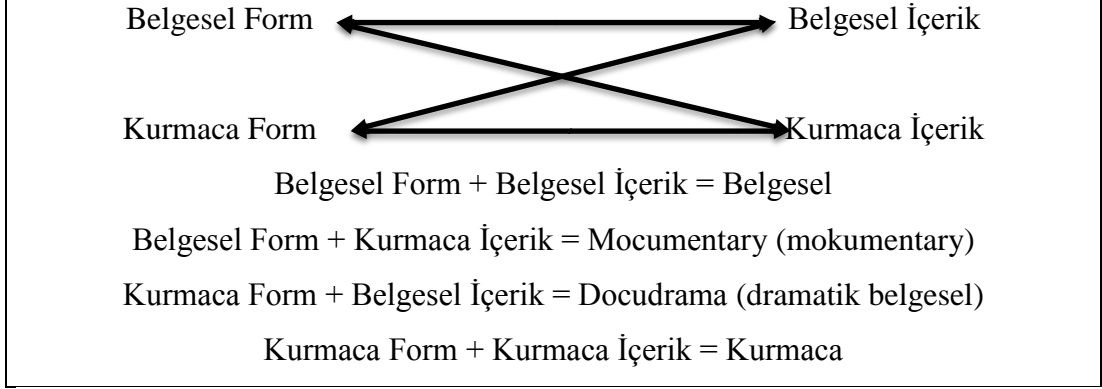 Belgesel Form Belgesel İçerik
Kurmaca Form Kurmaca İçerik
Belgesel Form + Belgesel İçerik = Belgesel
Belgesel Form + Kurmaca İçerik = Mocumentary (mokumentary)
Kurmaca Form + Belgesel İçerik = Docudrama (dramatik belgesel)
Kurmaca Form + Kurmaca İçerik = Kurmaca